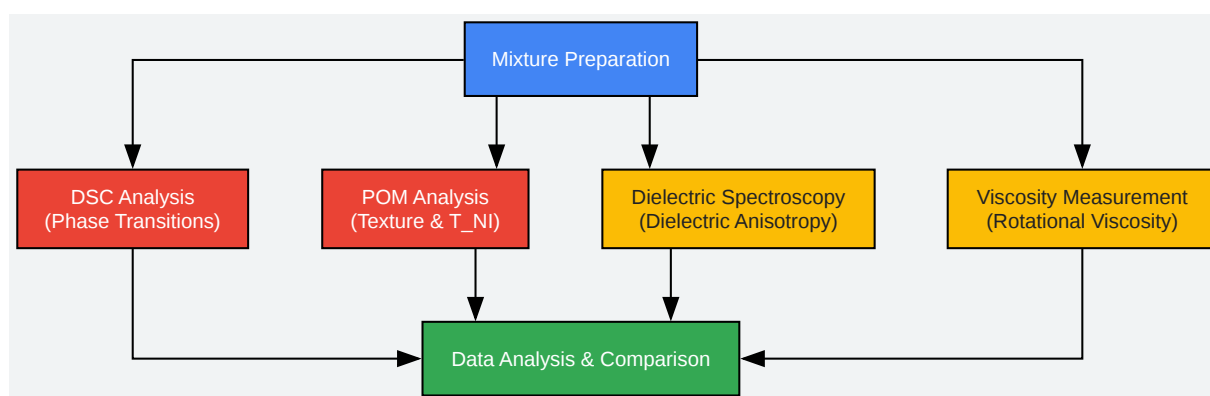 Mixture Preparation
DSC Analysis
(Phase Transitions)
POM Analysis
(Texture & T_NI)
Dielectric Spectroscopy
(Dielectric Anisotropy)
Viscosity Measurement
(Rotational Viscosity)
Data Analysis & Comparison